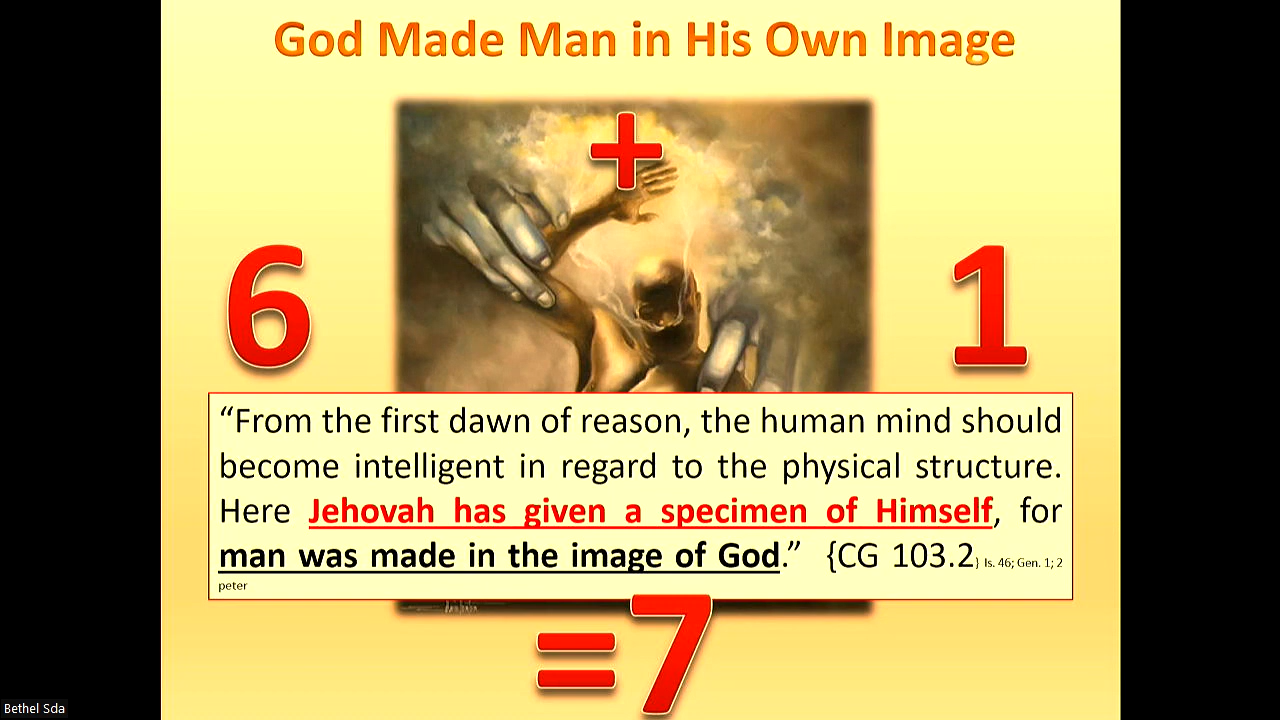 God Made Man in His Own Image
+
6
1
“From the first dawn of reason, the human mind should
become intelligent in regard to the physical structure.
Here Jehovah has given a specimen of Himself, for
man was made in the image of God.” {CG 103.2} Is. 46; Gen. 1; 2
peter
=7
Bethel Sda